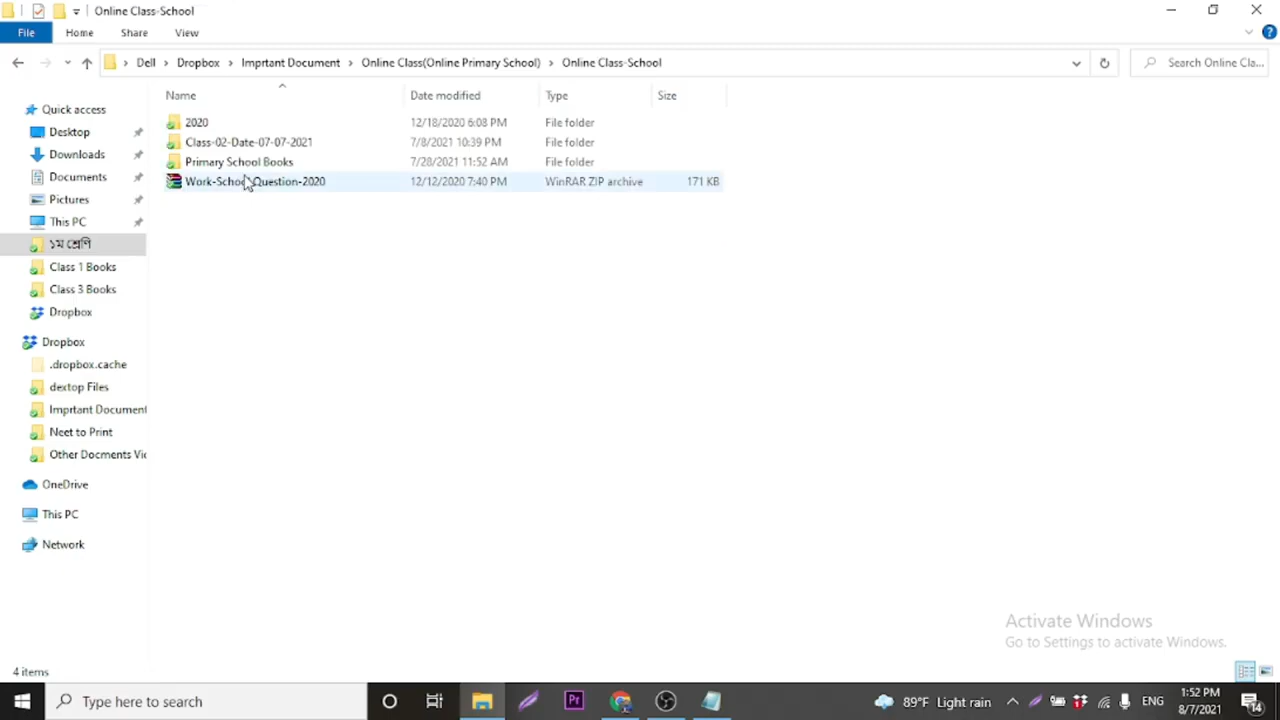 Online Class-School
File Home Share View
Dell Dropbox Imprtant Document Online Class(Online Primary School) Online Class-School Search Online Cla...
Name Date modified Type Size
Quick access
Desktop
Downloads
Documents
Pictures
This PC
১ম শ্রেণি
Class 1 Books
Class 3 Books
Dropbox
Dropbox
.dropbox.cache
dextop Files
Imprtant Document
Neet to Print
Other Docments Vic
OneDrive
This PC
Network
2020 12/18/2020 6:08 PM File folder
Class-02-Date-07-07-2021 7/8/2021 10:39 PM File folder
Primary School Books 7/28/2021 11:52 AM File folder
Work-School Question-2020 12/12/2020 7:40 PM WinRAR ZIP archive 171 KB
Activate Windows
Go to Settings to activate Windows.
4 items
Type here to search
Pr
89°F Light rain
ENG
1:52 PM
8/7/2021
14